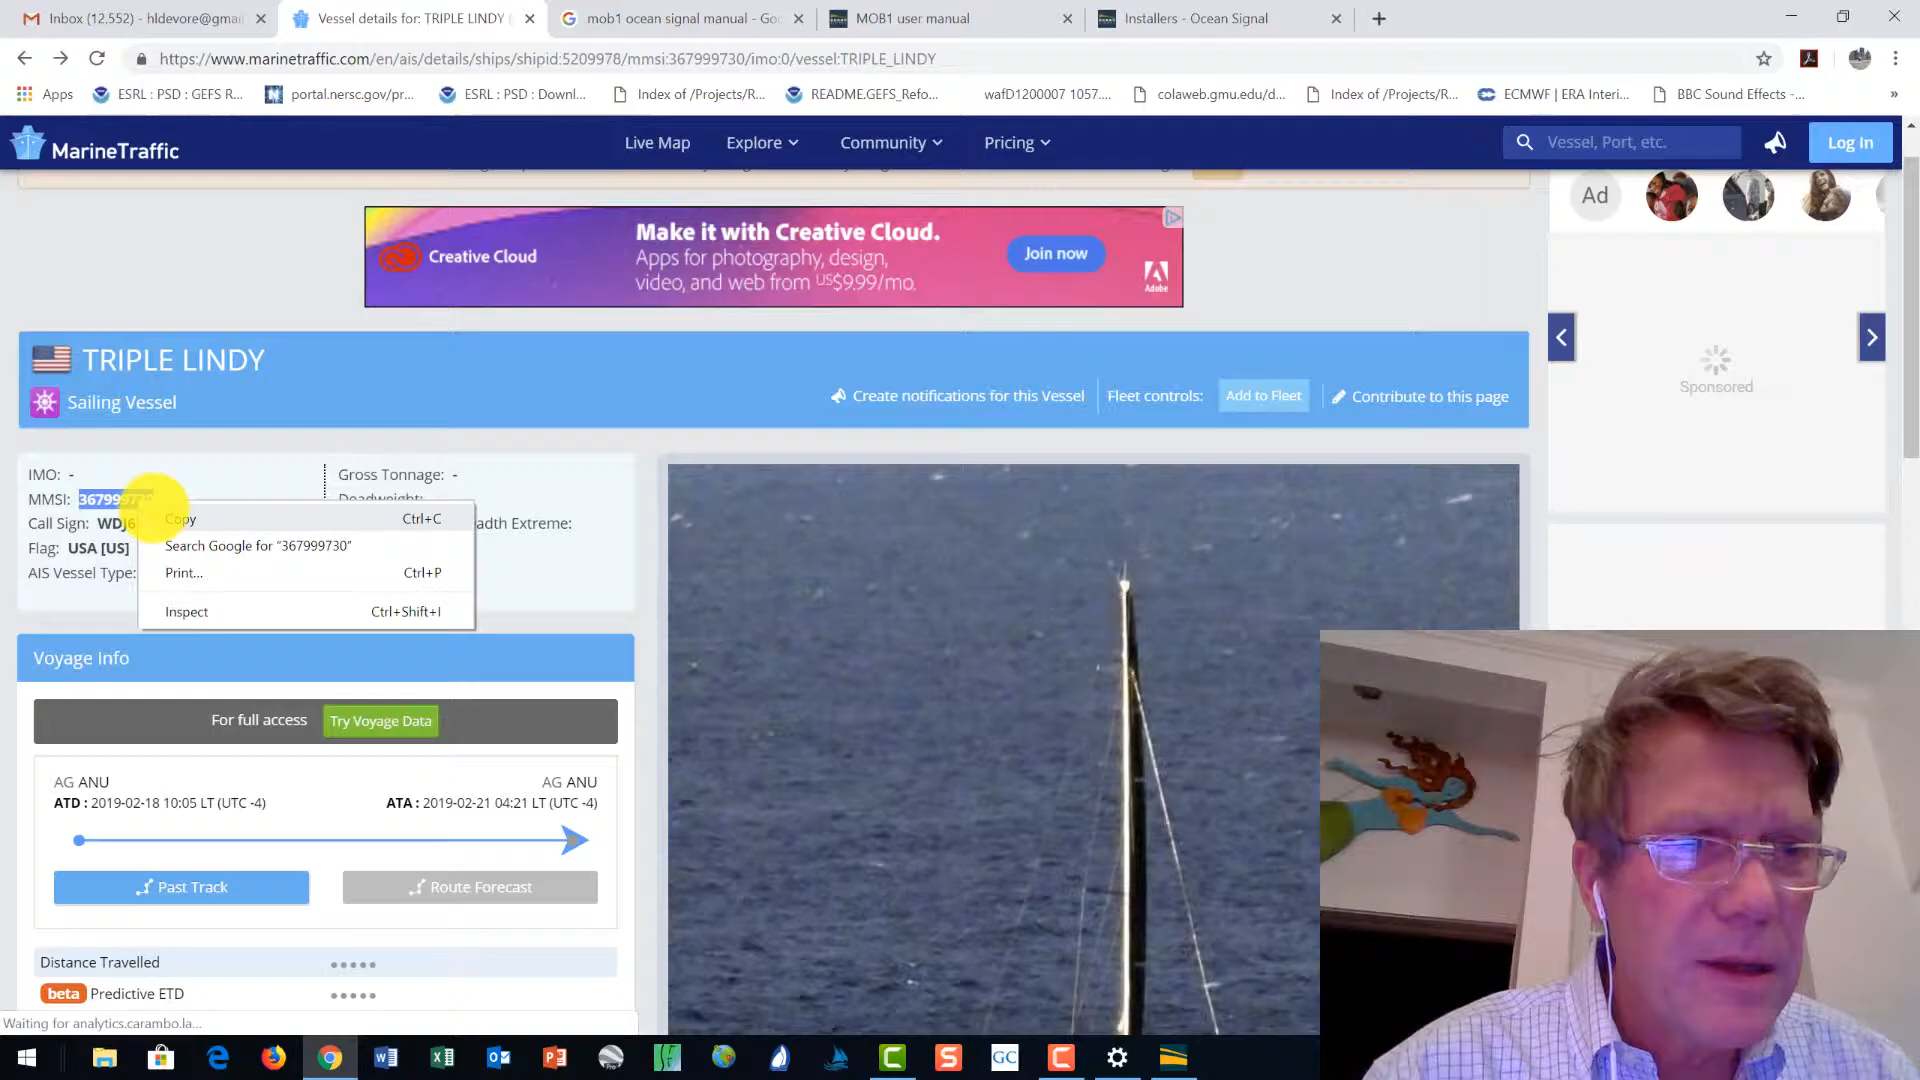 Inbox (12,552) - hldevore@gmai
Vessel details for: TRIPLE LINDY (
mob1 ocean signal manual - Goo
MOB1 user manual
Installers - Ocean Signal
https://www.marinetraffic.com/en/ais/details/ships/shipid:5209978/mmsi:367999730/imo:0/vessel:TRIPLE_LINDY
Apps
ESRL : PSD : GEFS R...
portal.nersc.gov/pr...
ESRL : PSD : Downl...
Index of /Projects/R...
README.GEFS_Refo...
wafD1200007 1057....
colaweb.gmu.edu/d...
Index of /Projects/R...
ECMWF | ERA Interi...
BBC Sound Effects -...
»
MarineTraffic
Live Map
Explore
Community
Pricing
Vessel, Port, etc.
Log In
Ad
Creative Cloud
Make it with Creative Cloud.
Apps for photography, design,
video, and web from US$9.99/mo.
Join now
Adobe
TRIPLE LINDY
Sailing Vessel
Create notifications for this Vessel
Fleet controls:
Add to Fleet
Contribute to this page
Sponsored
IMO: -
MMSI: 367999730
Call Sign: WDJ6
Flag: USA [US]
AIS Vessel Type:
Gross Tonnage: -
Deadweight:
adth Extreme:
Copy Ctrl+C
Search Google for “367999730”
Print... Ctrl+P
Inspect Ctrl+Shift+I
Voyage Info
For full access
Try Voyage Data
AG ANU
AG ANU
ATD : 2019-02-18 10:05 LT (UTC -4)
ATA : 2019-02-21 04:21 LT (UTC -4)
Past Track
Route Forecast
Distance Travelled
beta Predictive ETD
Waiting for analytics.carambo.la...
Pro
GC